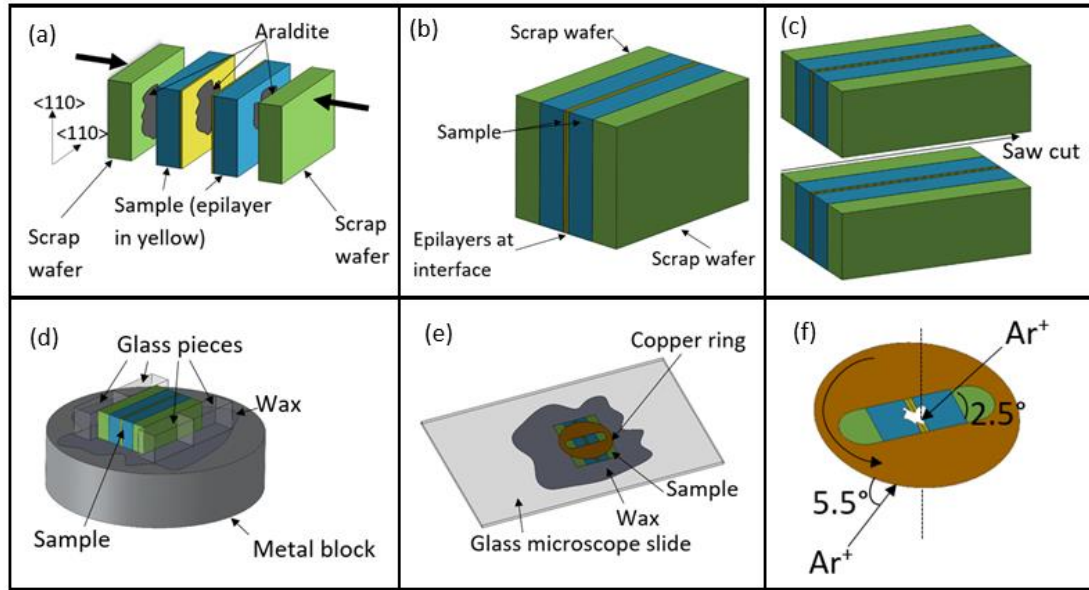 (a)
Araldite
<110>
<110>
Scrap
wafer
Sample (epilayer
in yellow)
Scrap
wafer
(b)
Scrap wafer
Sample
Epilayers at
interface
Scrap wafer
(c)
Saw cut
(d)
Glass pieces
Wax
Sample
Metal block
(e)
Copper ring
Sample
Wax
Glass microscope slide
(f)
Ar⁺
2.5°
5.5°
Ar⁺